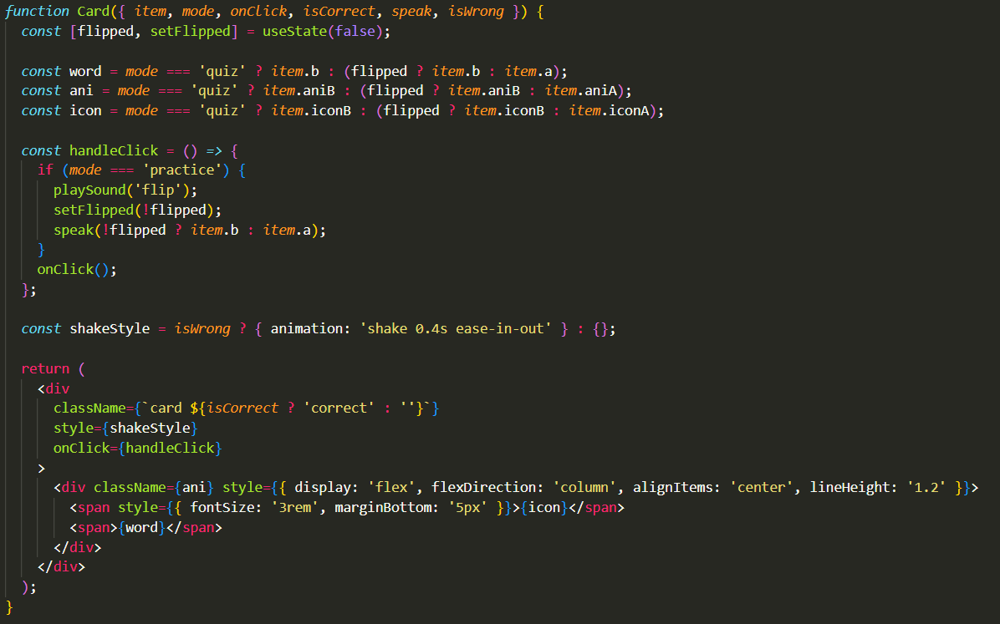 function Card({ item, mode, onClick, isCorrect, speak, isWrong }) {
  const [flipped, setFlipped] = useState(false);

  const word = mode === 'quiz' ? item.b : (flipped ? item.b : item.a);
  const ani = mode === 'quiz' ? item.aniB : (flipped ? item.aniB : item.aniA);
  const icon = mode === 'quiz' ? item.iconB : (flipped ? item.iconB : item.iconA);

  const handleClick = () => {
    if (mode === 'practice') {
      playSound('flip');
      setFlipped(!flipped);
      speak(!flipped ? item.b : item.a);
    }
    onClick();
  };

  const shakeStyle = isWrong ? { animation: 'shake 0.4s ease-in-out' } : {};

  return (
    <div
      className={`card ${isCorrect ? 'correct' : ''}`}
      style={shakeStyle}
      onClick={handleClick}
    >
      <div className={ani} style={{ display: 'flex', flexDirection: 'column', alignItems: 'center', lineHeight: '1.2' }}>
        <span style={{ fontSize: '3rem', marginBottom: '5px' }}>{icon}</span>
        <span>{word}</span>
      </div>
    </div>
  );
}